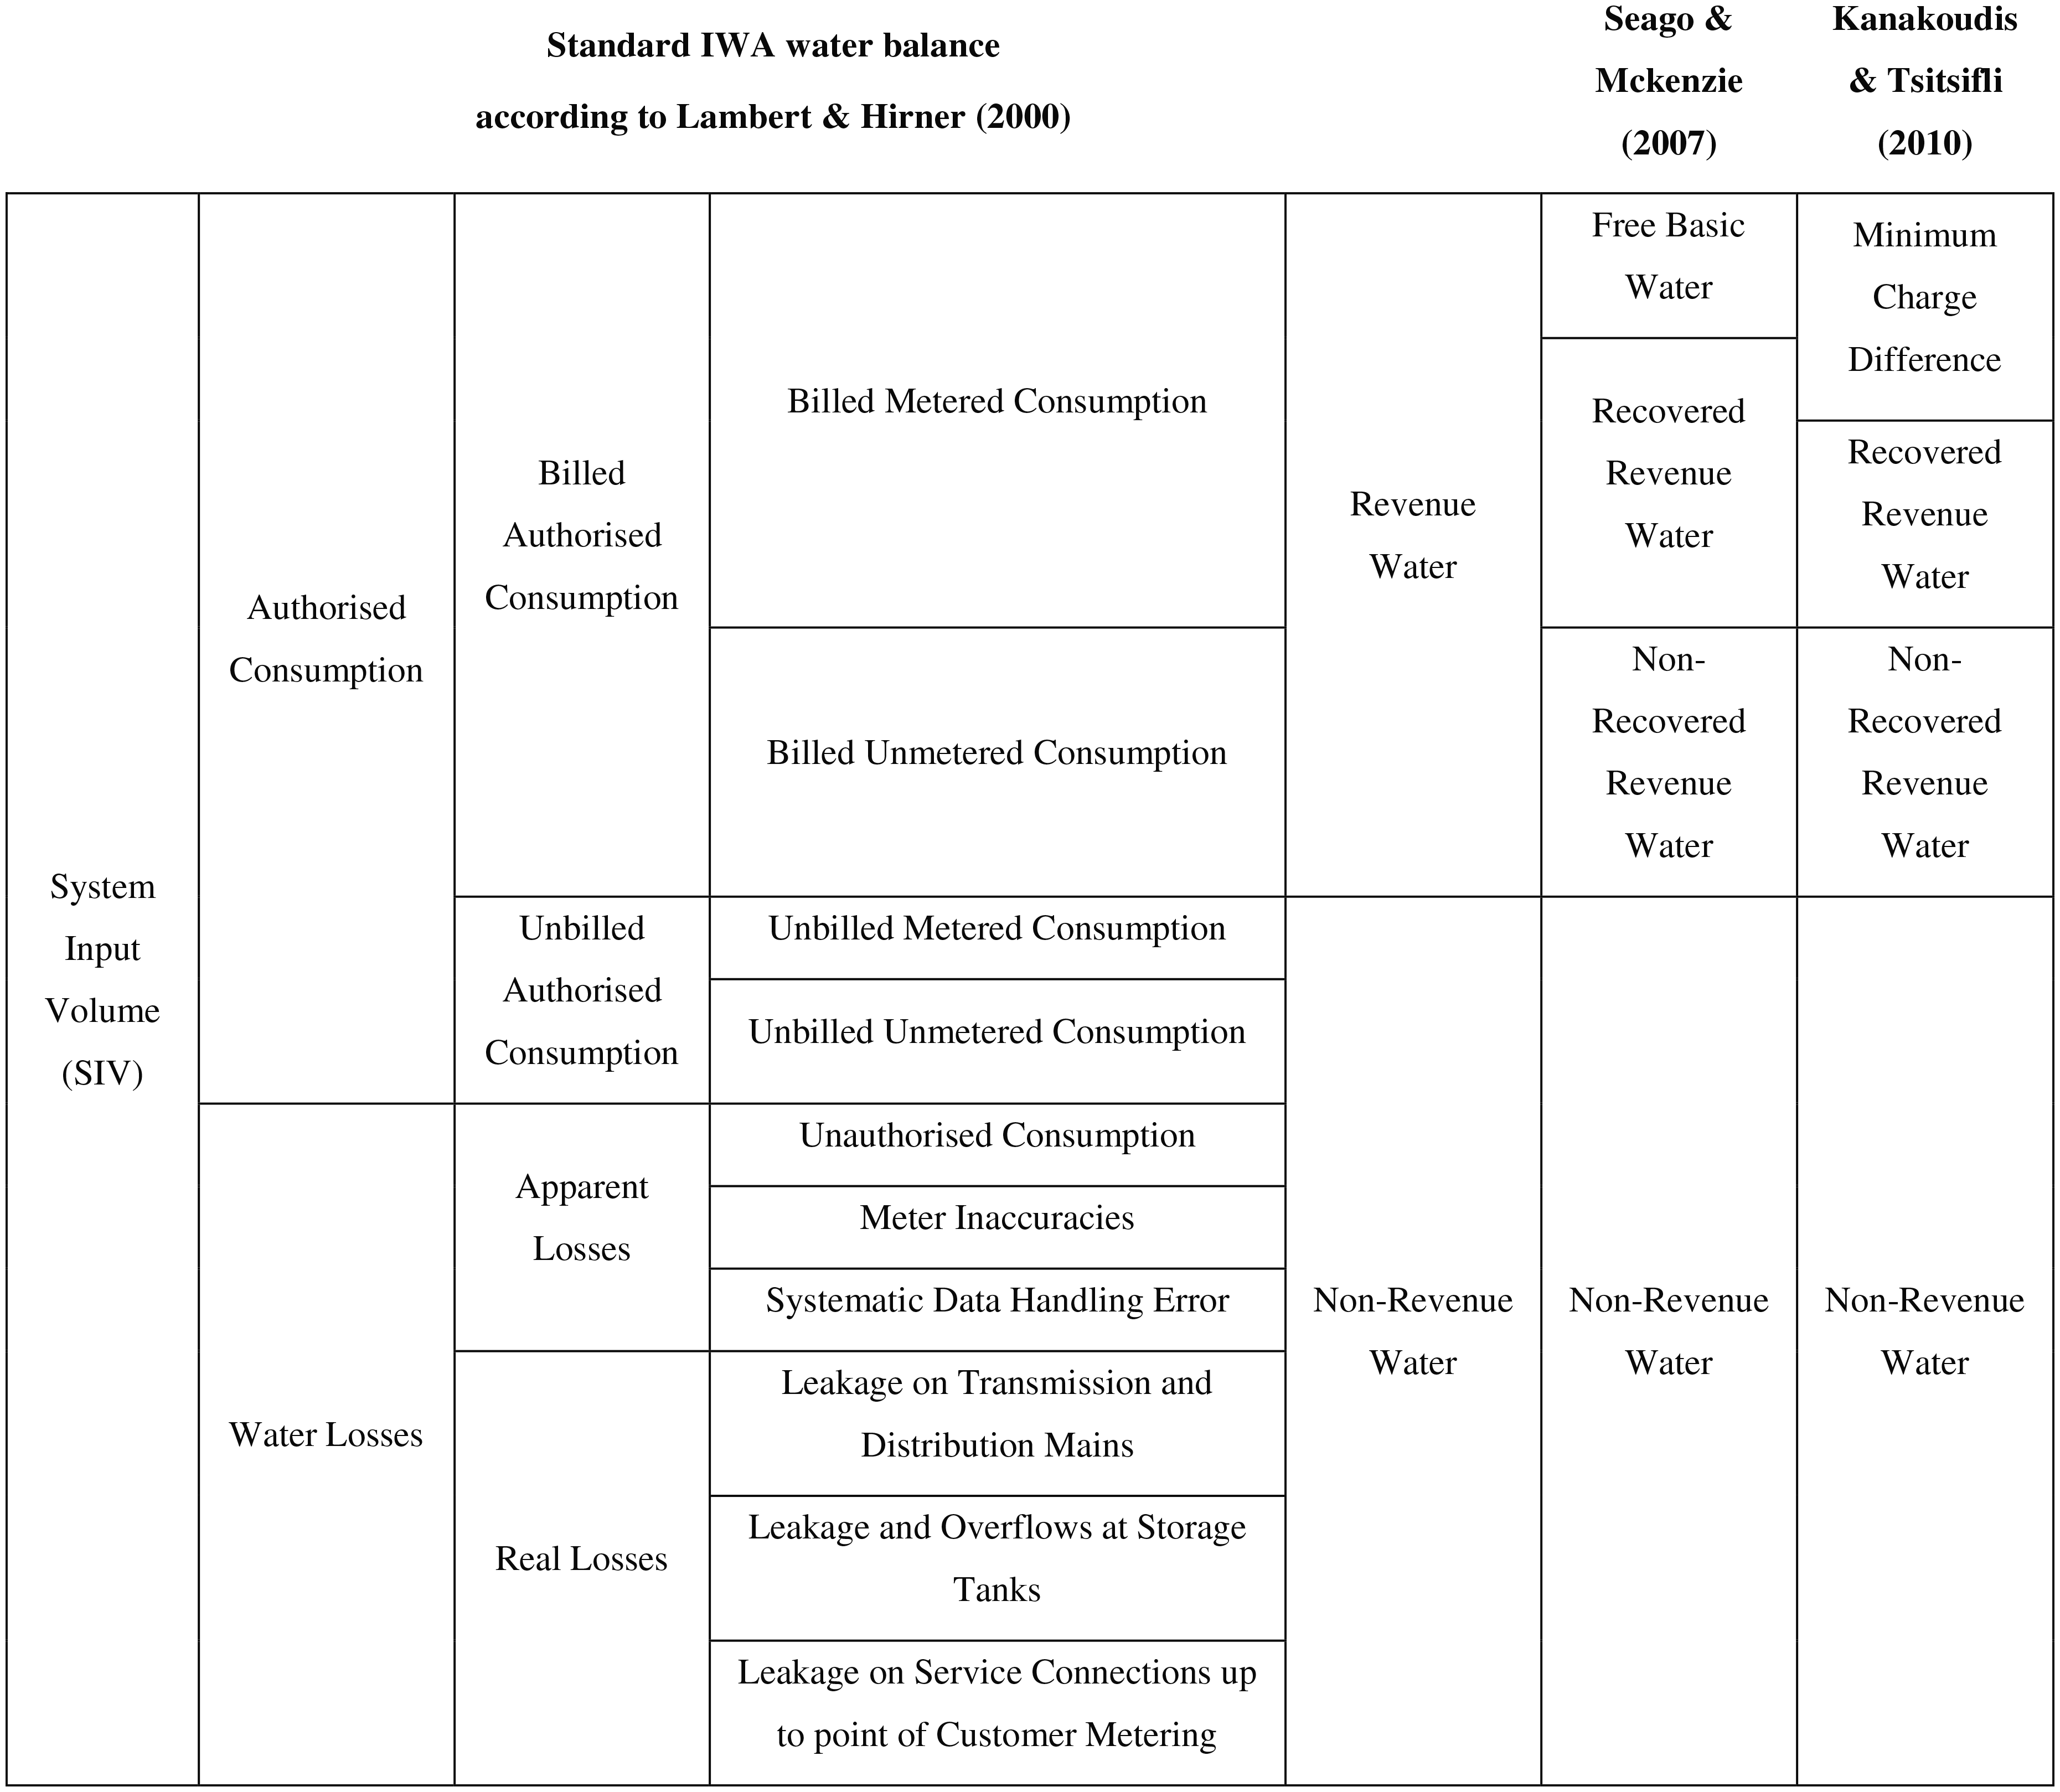 Standard IWA water balance
according to Lambert & Hirner (2000)
Seago &
Mckenzie
(2007)
Kanakoudis
& Tsitsifli
(2010)
System
Input
Volume
(SIV)
Authorised
Consumption
Billed
Authorised
Consumption
Billed Metered Consumption
Revenue
Water
Free Basic
Water
Minimum
Charge
Difference
Recovered
Revenue
Water
Recovered
Revenue
Water
Billed Unmetered Consumption
Non-
Recovered
Revenue
Water
Non-
Recovered
Revenue
Water
Unbilled
Authorised
Consumption
Unbilled Metered Consumption
Non-Revenue
Water
Non-Revenue
Water
Non-Revenue
Water
Unbilled Unmetered Consumption
Water Losses
Apparent
Losses
Unauthorised Consumption
Meter Inaccuracies
Systematic Data Handling Error
Real Losses
Leakage on Transmission and
Distribution Mains
Leakage and Overflows at Storage
Tanks
Leakage on Service Connections up
to point of Customer Metering